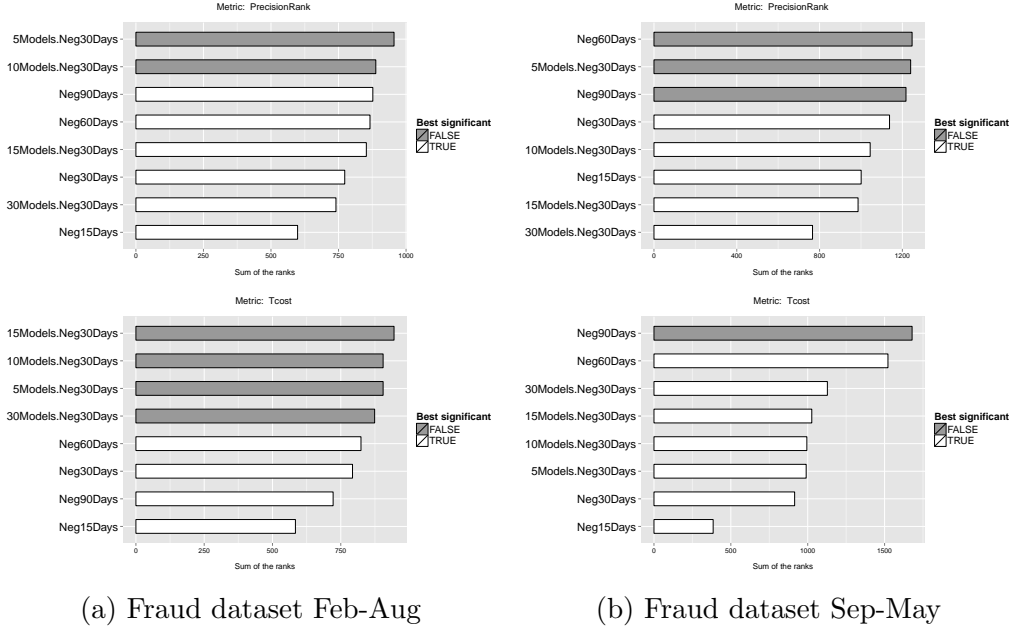 Metric: PrecisionRank
5Models.Neg30Days
10Models.Neg30Days
Neg90Days
Neg60Days
15Models.Neg30Days
Neg30Days
30Models.Neg30Days
Neg15Days
0 250 500 750 1000
Sum of the ranks
Best significant
FALSE
TRUE
Metric: PrecisionRank
Neg60Days
5Models.Neg30Days
Neg90Days
Neg30Days
10Models.Neg30Days
Neg15Days
15Models.Neg30Days
30Models.Neg30Days
0 400 800 1200
Sum of the ranks
Best significant
FALSE
TRUE
Metric: Tcost
15Models.Neg30Days
10Models.Neg30Days
5Models.Neg30Days
30Models.Neg30Days
Neg60Days
Neg30Days
Neg90Days
Neg15Days
0 250 500 750
Sum of the ranks
Best significant
FALSE
TRUE
Metric: Tcost
Neg90Days
Neg60Days
30Models.Neg30Days
15Models.Neg30Days
10Models.Neg30Days
5Models.Neg30Days
Neg30Days
Neg15Days
0 500 1000 1500
Sum of the ranks
Best significant
FALSE
TRUE
(a) Fraud dataset Feb-Aug
(b) Fraud dataset Sep-May